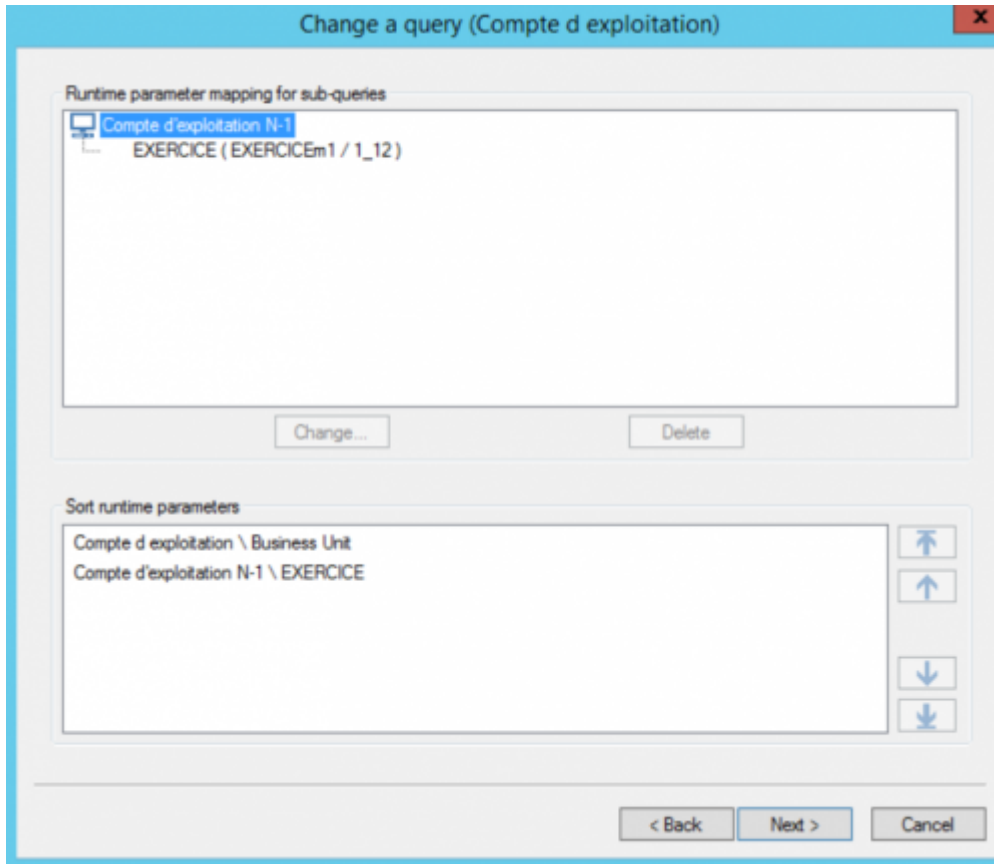 Change a query (Compte d exploitation)
x
Runtime parameter mapping for sub-queries
Compte d'exploitation N-1
EXERCICE ( EXERCICEm1 / 1_12 )
Change...
Delete
Sort runtime parameters
Compte d exploitation \ Business Unit
Compte d'exploitation N-1 \ EXERCICE
< Back
Next >
Cancel